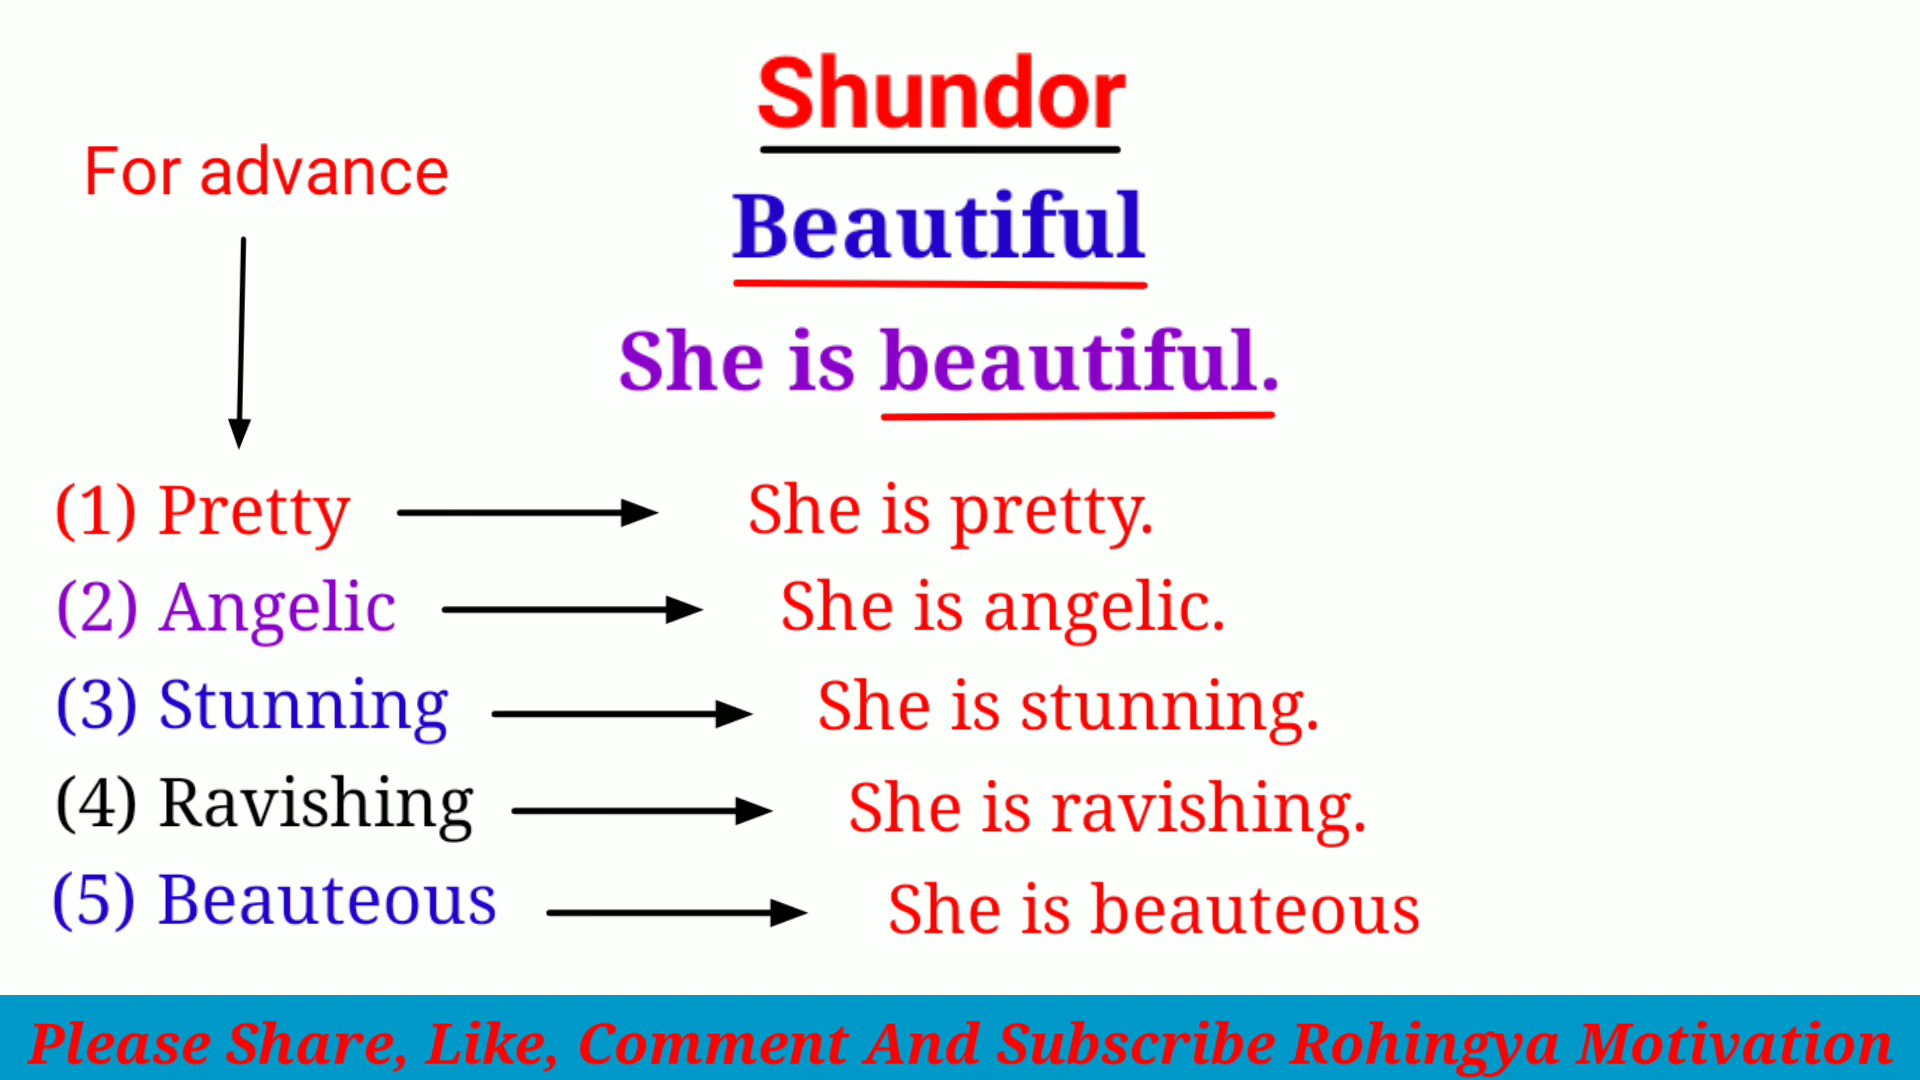 Shundor
For advance
Beautiful
She is beautiful.
(1) Pretty She is pretty.
(2) Angelic She is angelic.
(3) Stunning She is stunning.
(4) Ravishing She is ravishing.
(5) Beauteous She is beauteous
Please Share, Like, Comment And Subscribe Rohingya Motivation